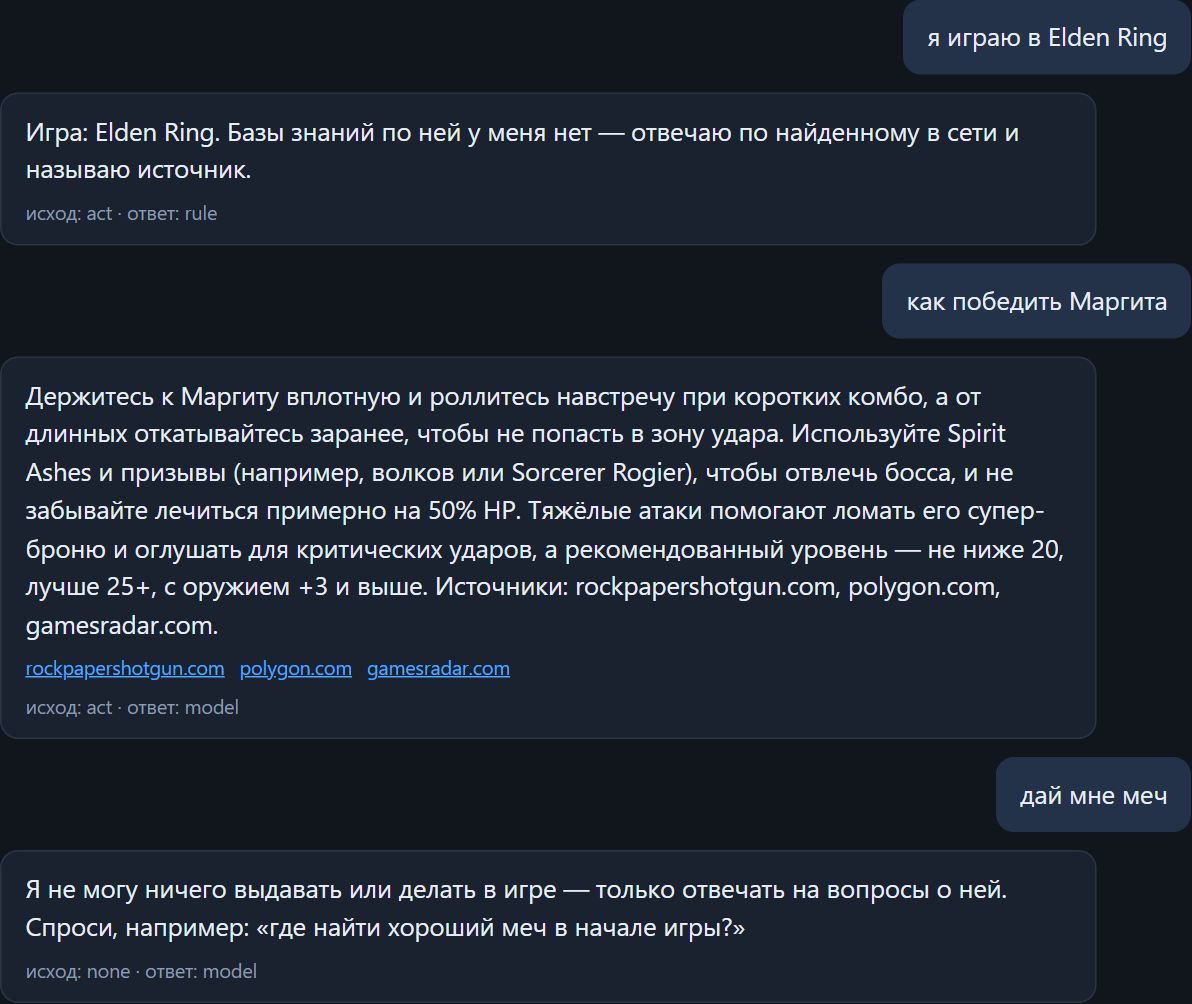 я играю в Elden Ring
Игра: Elden Ring. Базы знаний по ней у меня нет — отвечаю по найденному в сети и
называю источник.
исход: act · ответ: rule
как победить Маргита
Держитесь к Маргиту вплотную и роллитесь навстречу при коротких комбо, а от
длинных откатывайтесь заранее, чтобы не попасть в зону удара. Используйте Spirit
Ashes и призывы (например, волков или Sorcerer Rogier), чтобы отвлечь босса, и не
забывайте лечиться примерно на 50% HP. Тяжёлые атаки помогают ломать его супер-
броню и оглушать для критических ударов, а рекомендованный уровень — не ниже 20,
лучше 25+, с оружием +3 и выше. Источники: rockpapershotgun.com, polygon.com,
gamesradar.com.
rockpapershotgun.com polygon.com gamesradar.com
исход: act · ответ: model
дай мне меч
Я не могу ничего выдавать или делать в игре — только отвечать на вопросы о ней.
Спроси, например: «где найти хороший меч в начале игры?»
исход: none · ответ: model